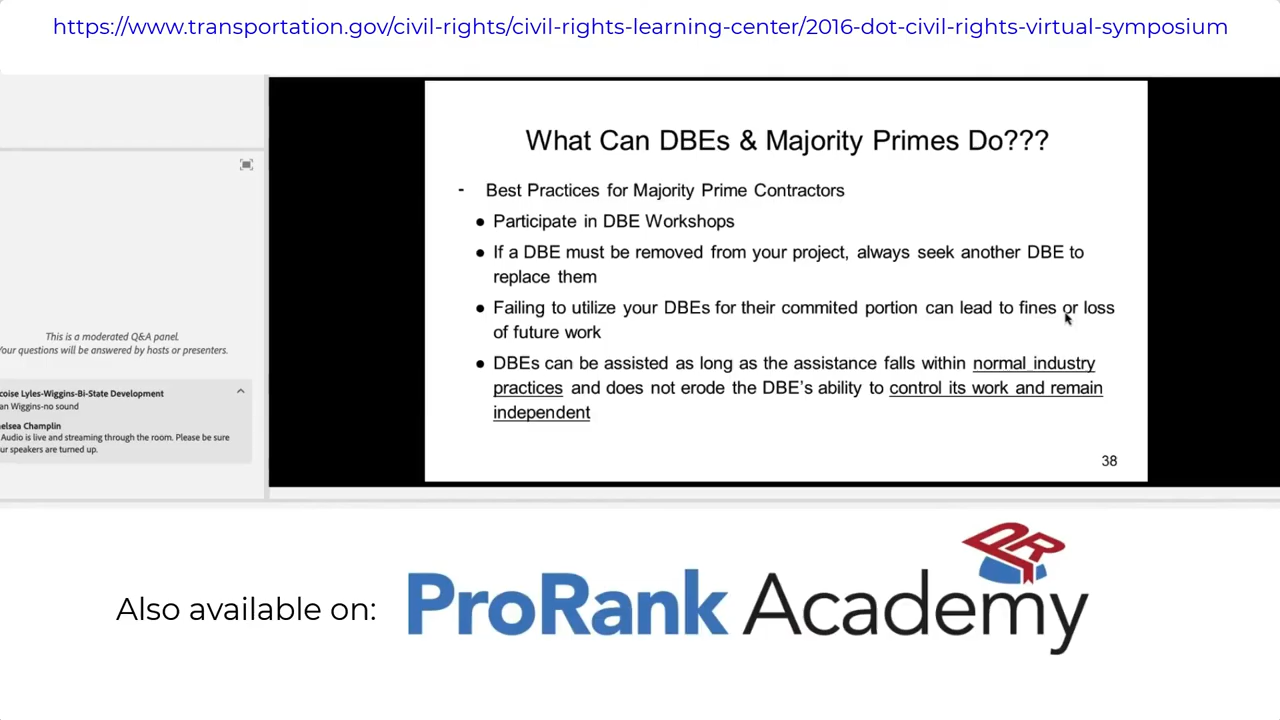 https://www.transportation.gov/civil-rights/civil-rights-learning-center/2016-dot-civil-rights-virtual-symposium
What Can DBEs & Majority Primes Do???
- Best Practices for Majority Prime Contractors
● Participate in DBE Workshops
● If a DBE must be removed from your project, always seek another DBE to
replace them
● Failing to utilize your DBEs for their commited portion can lead to fines or loss
of future work
● DBEs can be assisted as long as the assistance falls within normal industry
practices and does not erode the DBE's ability to control its work and remain
independent
38
This is a moderated Q&A panel.
Your questions will be answered by hosts or presenters.
coise Lyles-Wiggins-Bi-State Development
an Wiggins-no sound
elsea Champlin
Audio is live and streaming through the room. Please be sure
ur speakers are turned up.
Also available on:
ProRank Academy
PR